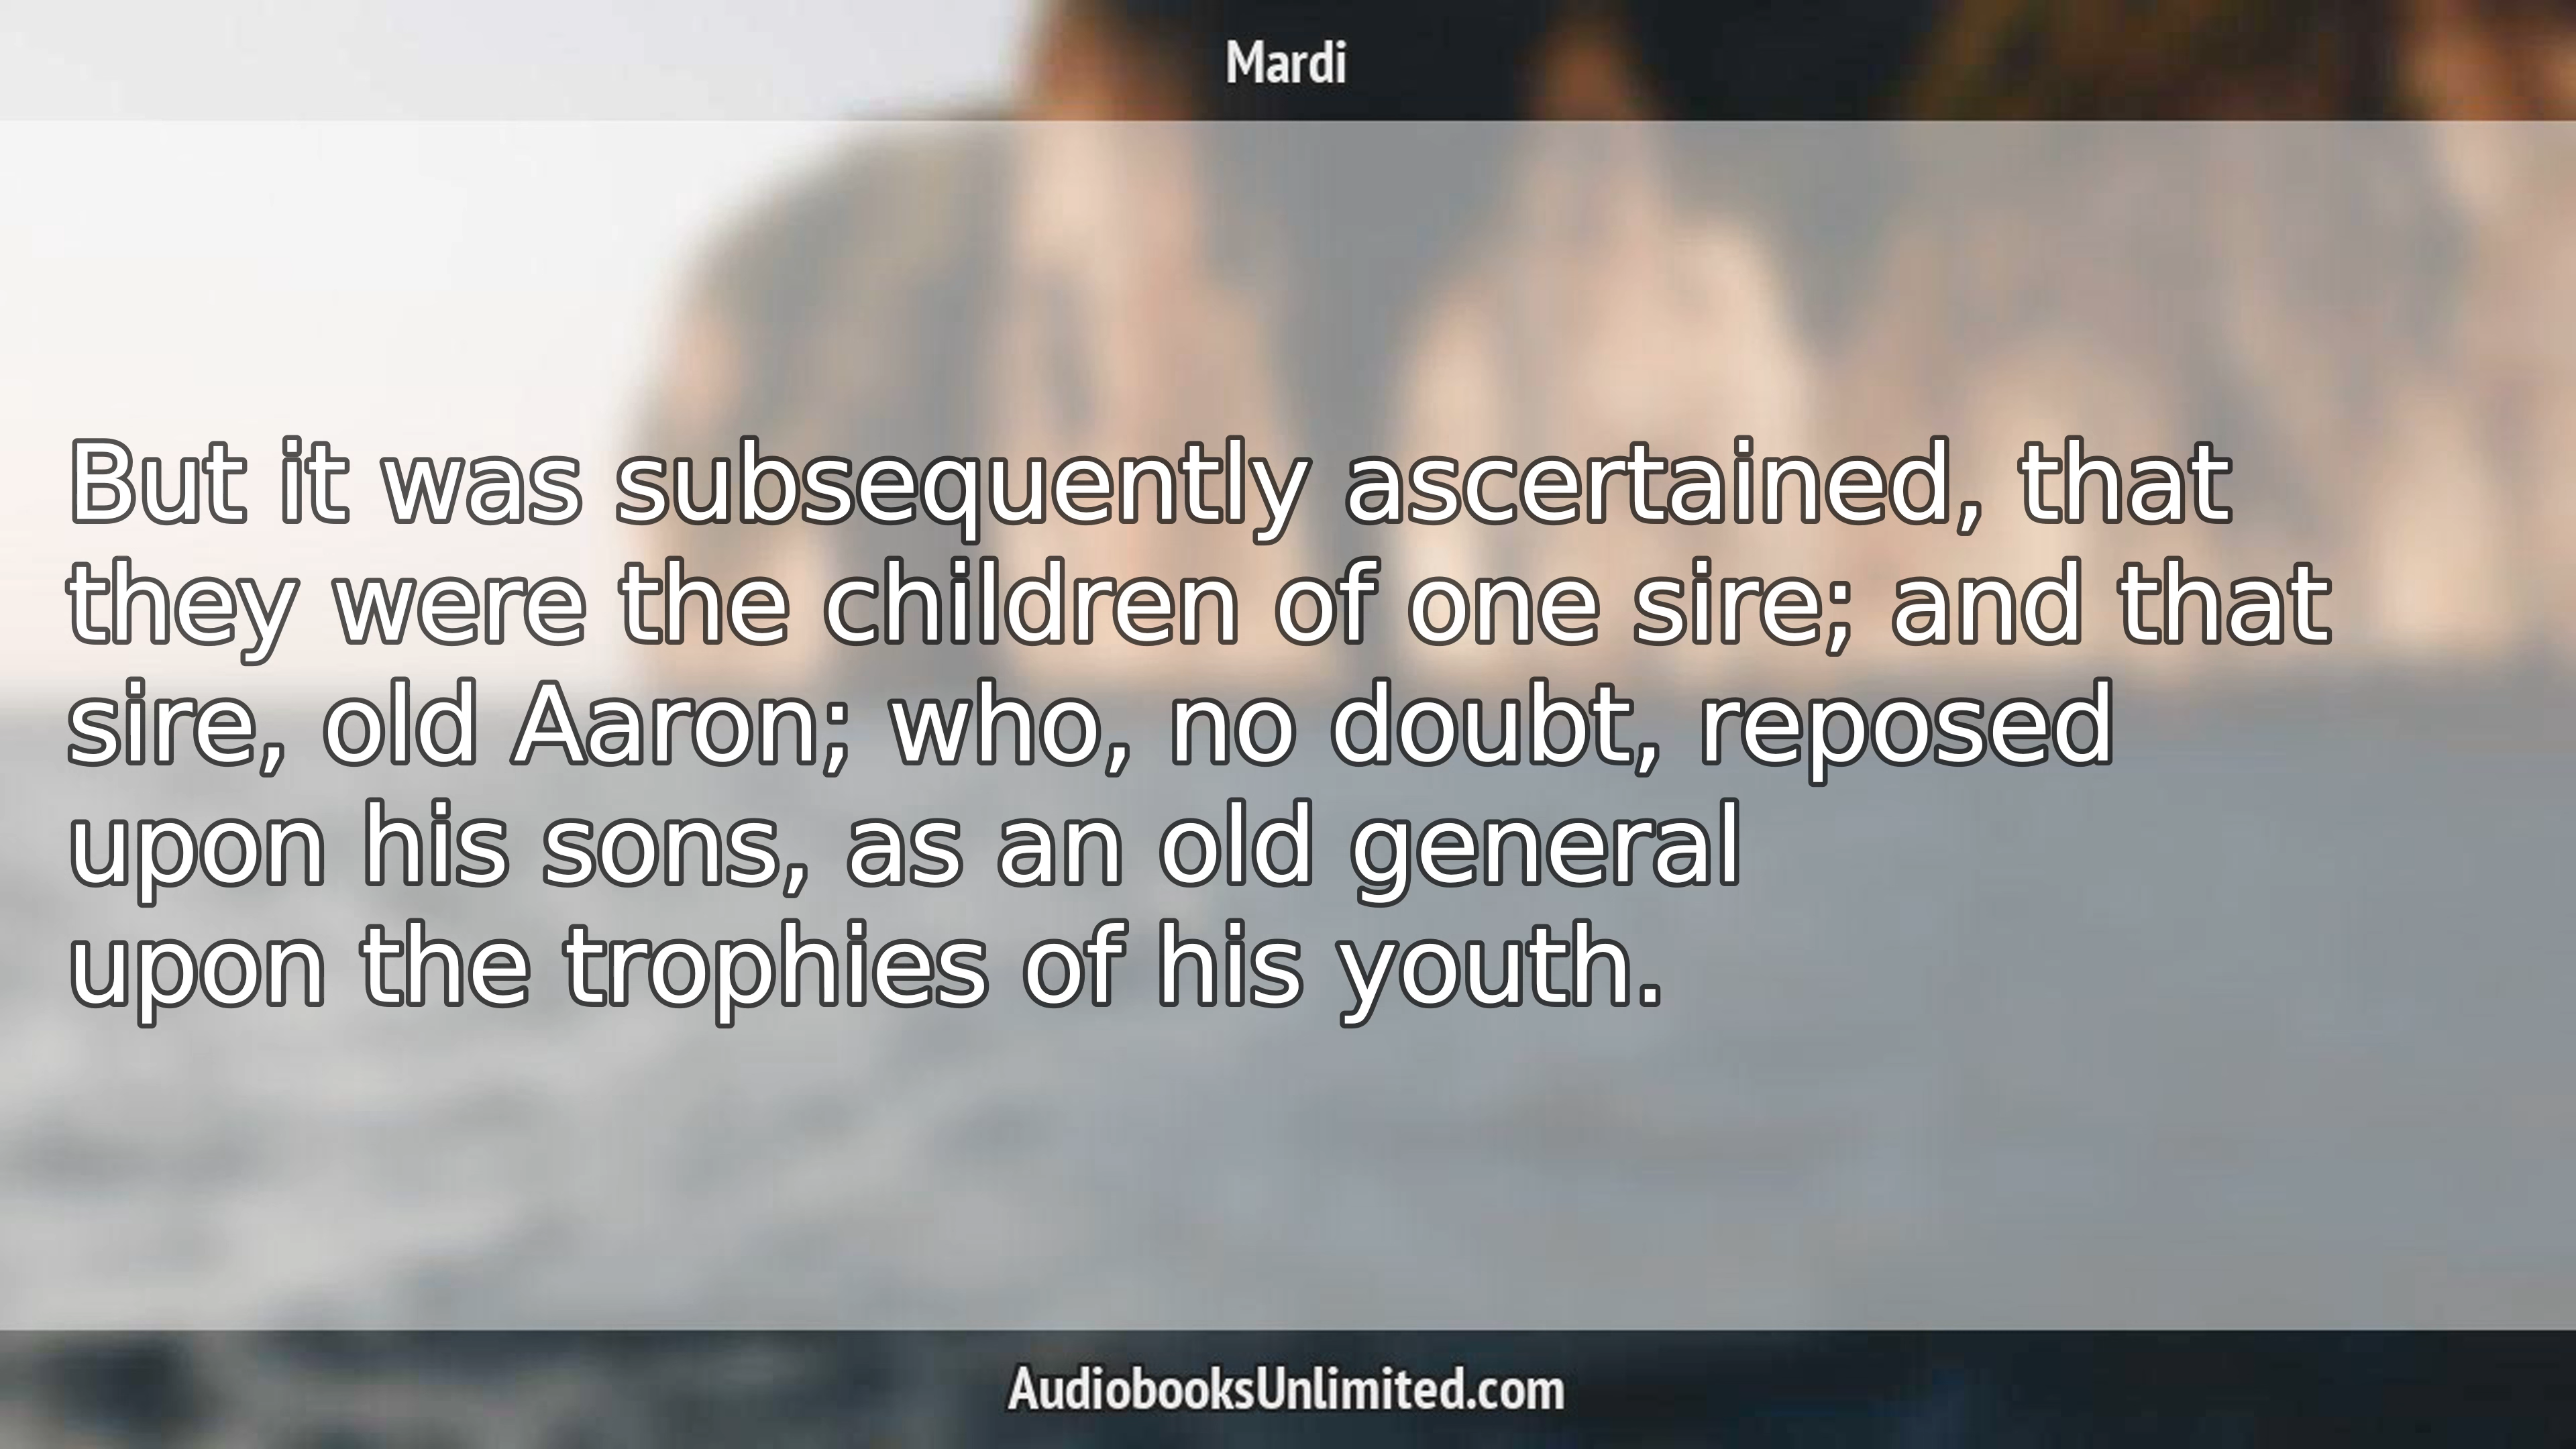 Mardi
But it was subsequently ascertained, that
they were the children of one sire; and that
sire, old Aaron; who, no doubt, reposed
upon his sons, as an old general
upon the trophies of his youth.
AudiobooksUnlimited.com